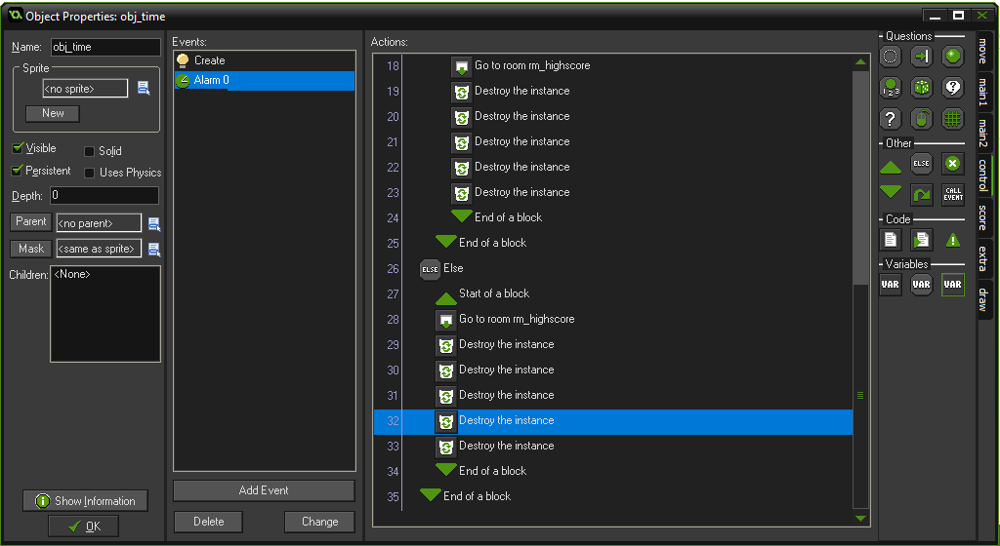 Object Properties: obj_time
Name: obj_time
Sprite
<no sprite>
New
Visible
Solid
Persistent
Uses Physics
Depth: 0
Parent <no parent>
Mask <same as sprite>
Children: <None>
Show Information
OK
Events:
Create
Alarm 0
Add Event
Delete
Change
Actions:
18 Go to room rm_highscore
19 Destroy the instance
20 Destroy the instance
21 Destroy the instance
22 Destroy the instance
23 Destroy the instance
24 End of a block
25 End of a block
26 ELSE Else
27 Start of a block
28 Go to room rm_highscore
29 Destroy the instance
30 Destroy the instance
31 Destroy the instance
32 Destroy the instance
33 Destroy the instance
34 End of a block
35 End of a block
Questions
1 2 3
?
?
Other
ELSE
CALL
EVENT
Code
Variables
VAR VAR VAR
move
main1
main2
control
score
extra
draw